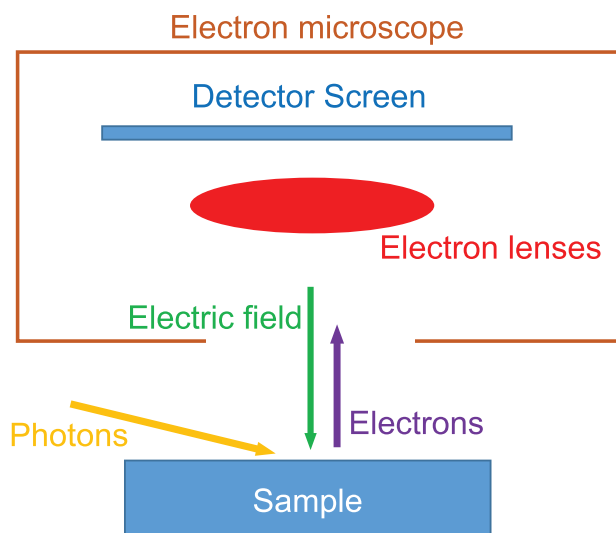 Electron microscope
Detector Screen
Electron lenses
Electric field
Electrons
Photons
Sample